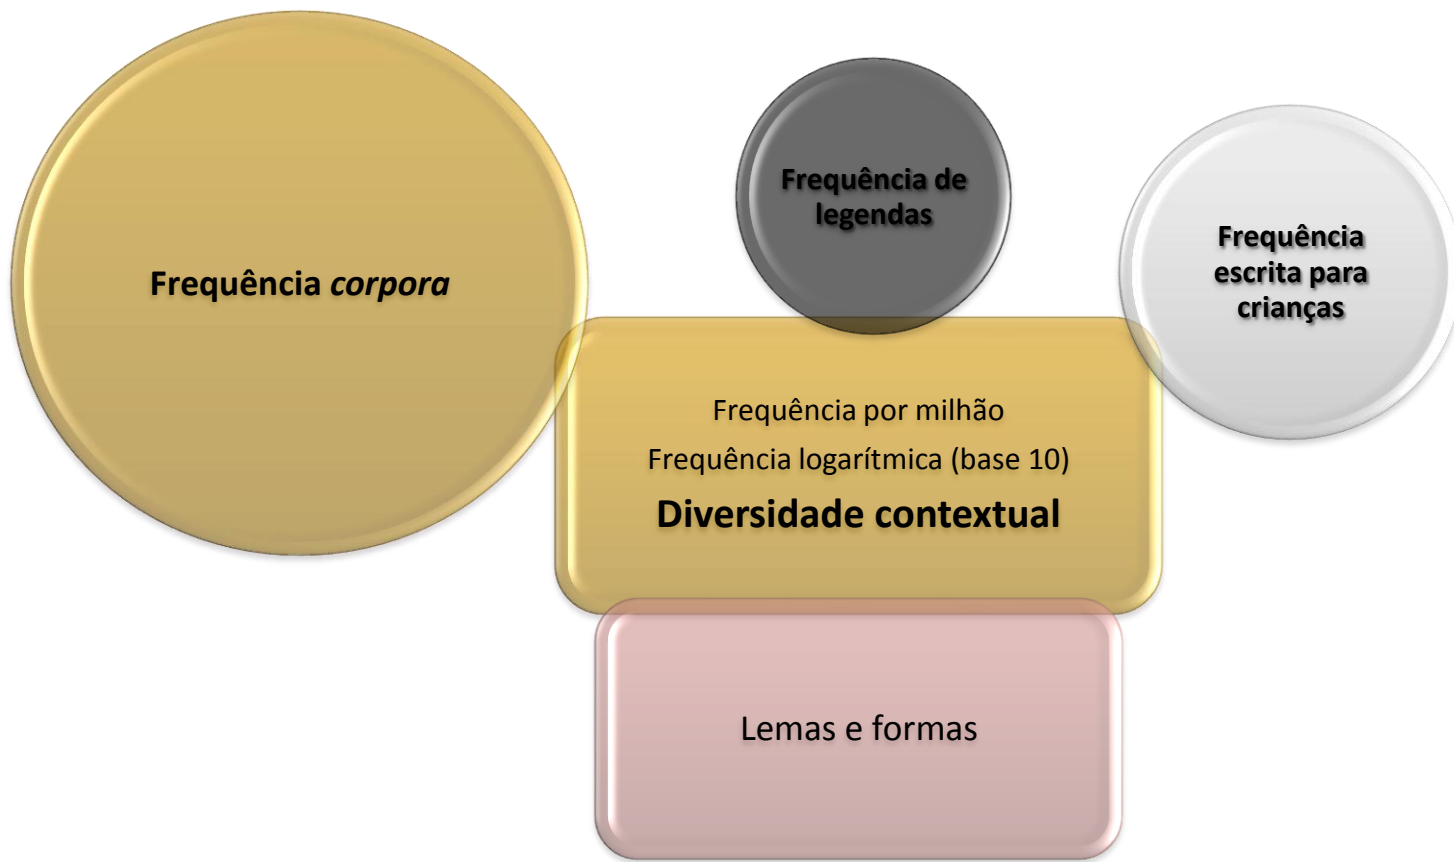 Frequência corpora
Frequência de
legendas
Frequência
escrita para
crianças
Frequência por milhão
Frequência logarítmica (base 10)
Diversidade contextual
Lemas e formas